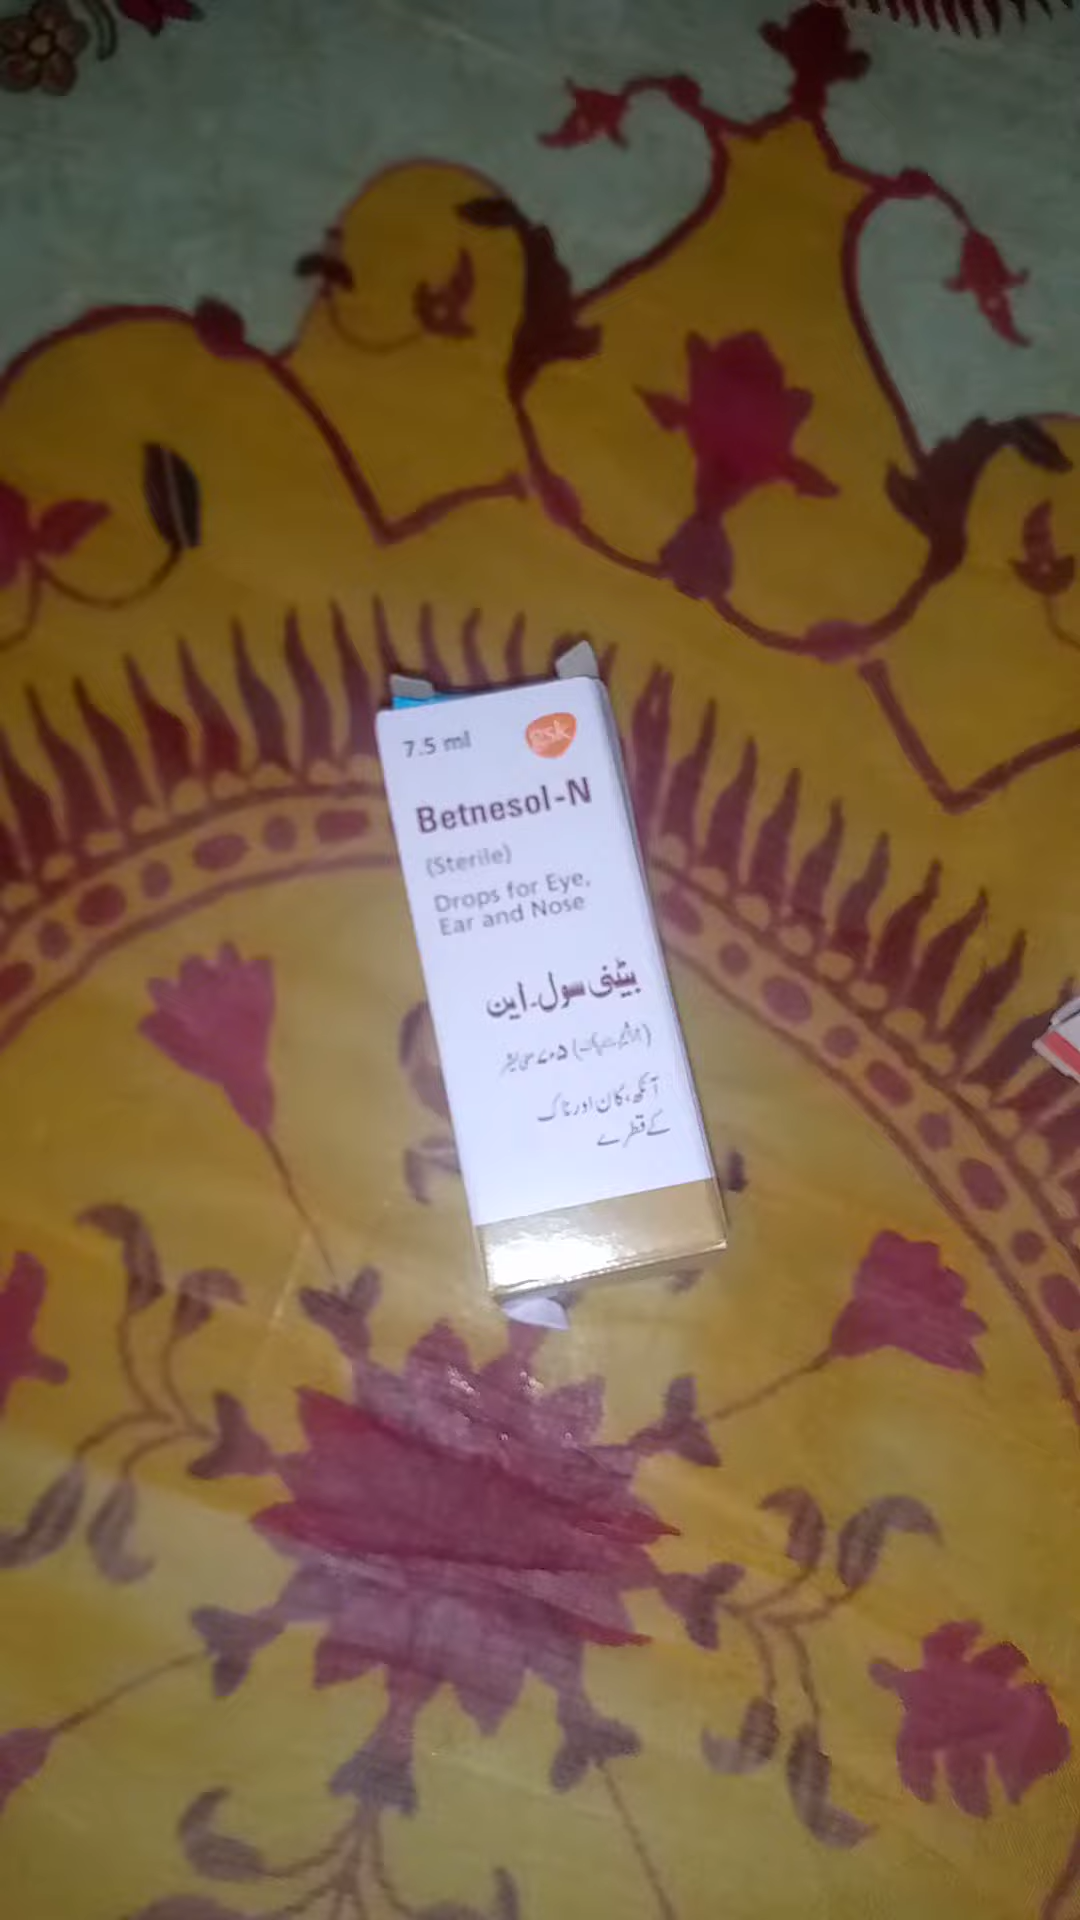 7.5 ml
gsk
Betnesol-N
(Sterile)
Drops for Eye,
Ear and Nose
بیٹنی سول۔این
۷۰۵
آنکھ، کان اور ناک
کے قطرے